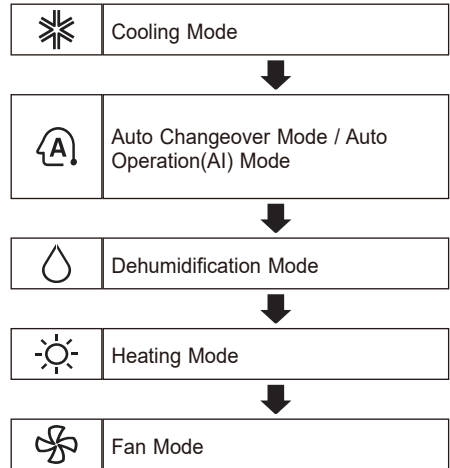 Cooling Mode
A
Auto Changeover Mode / Auto
Operation(AI) Mode
Dehumidification Mode
Heating Mode
Fan Mode